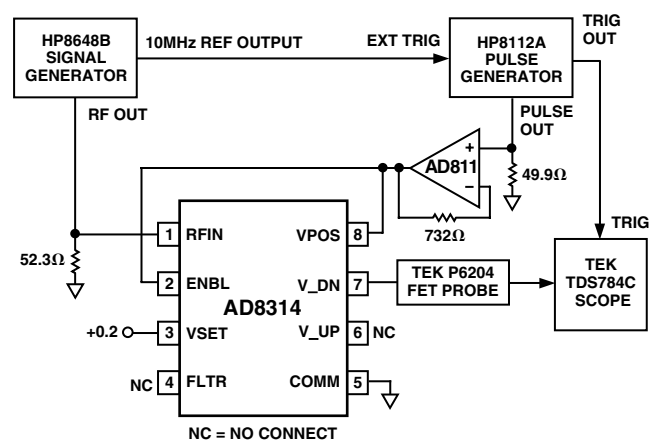 HP8648B
SIGNAL
GENERATOR
10MHz REF OUTPUT
EXT TRIG
HP8112A
PULSE
GENERATOR
TRIG
OUT
RF OUT
PULSE
OUT
+
AD811
−
49.9Ω
732Ω
TRIG
52.3Ω
1 RFIN
VPOS 8
2 ENBL
V_DN 7
AD8314
TEK P6204
FET PROBE
TEK
TDS784C
SCOPE
+0.2
3 VSET
V_UP 6 NC
NC 4 FLTR
COMM 5
NC = NO CONNECT